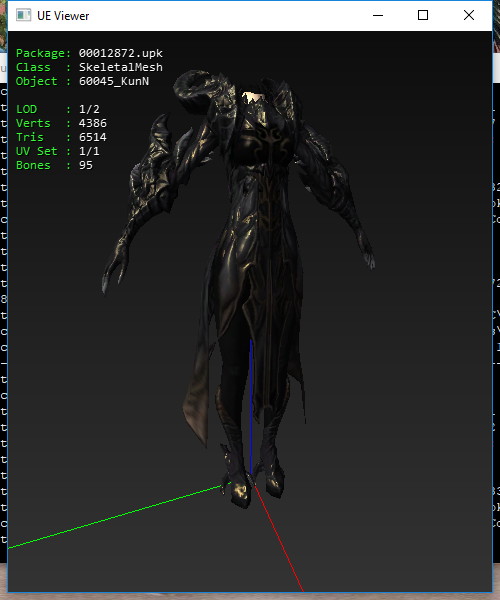 UE Viewer
Package: 00012872.upk
Class : SkeletalMesh
Object : 60045_KunN
LOD : 1/2
Verts : 4386
Tris : 6514
UV Set : 1/1
Bones : 95